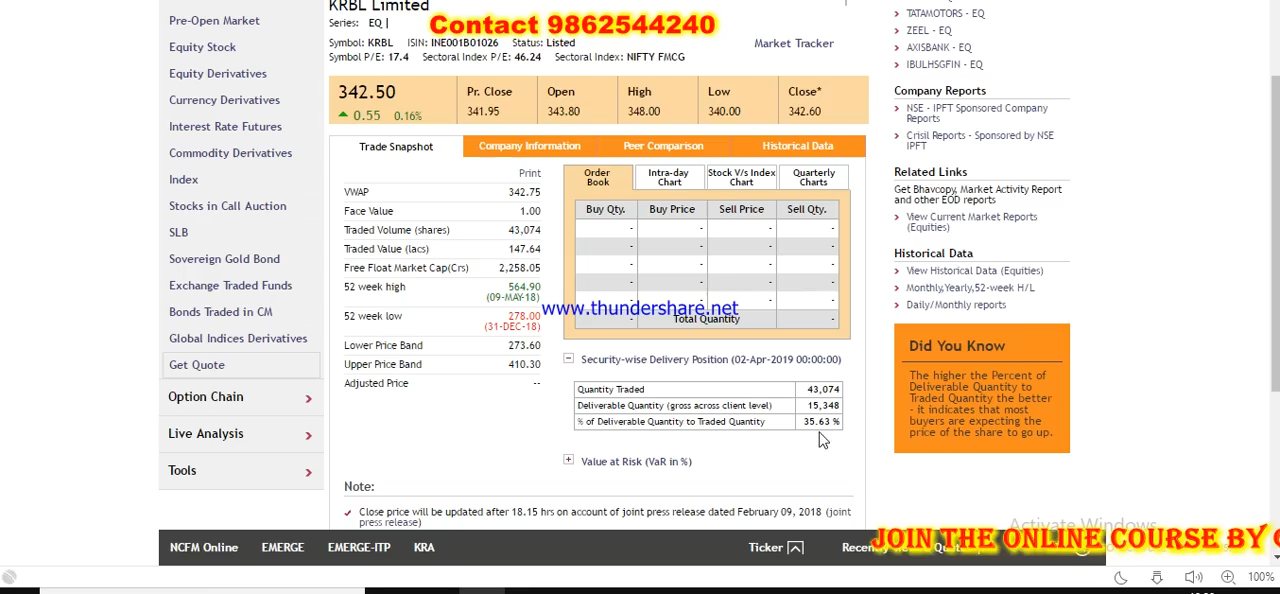 Pre-Open Market
Equity Stock
Equity Derivatives
Currency Derivatives
Interest Rate Futures
Commodity Derivatives
Index
Stocks in Call Auction
SLB
Sovereign Gold Bond
Exchange Traded Funds
Bonds Traded in CM
Global Indices Derivatives
Get Quote
Option Chain
Live Analysis
Tools
KRBL Limited
Series: EQ
Contact 9862544240
Symbol: KRBL ISIN: INE001B01026 Status: Listed
Symbol P/E: 17.4 Sectoral Index P/E: 46.24 Sectoral Index: NIFTY FMCG
Market Tracker
342.50 Pr. Close Open High Low Close*
0.55 0.16% 341.95 343.80 348.00 340.00 342.60
Trade Snapshot Company Information Peer Comparison Historical Data
Print
VWAP 342.75
Face Value 1.00
Traded Volume (shares) 43,074
Traded Value (lacs) 147.64
Free Float Market Cap(Crs) 2,258.05
52 week high 564.90
(09-MAY-18)
52 week low 278.00
(31-DEC-18)
Lower Price Band 273.60
Upper Price Band 410.30
Adjusted Price --
Order Book
Intra-day Chart
Stock V/s Index Chart
Quarterly Charts
Buy Qty. Buy Price Sell Price Sell Qty.
- - - -
- - - -
- - - -
- - - -
- - - -
www.thundershare.net
- Total Quantity -
Security-wise Delivery Position (02-Apr-2019 00:00:00)
Quantity Traded 43,074
Deliverable Quantity (gross across client level) 15,348
% of Deliverable Quantity to Traded Quantity 35.63 %
Value at Risk (VaR in %)
Note:
Close price will be updated after 18.15 hrs on account of joint press release dated February 09, 2018 (joint
press release)
TATAMOTORS - EQ
ZEEL - EQ
AXISBANK - EQ
IBULHSGFIN - EQ
Company Reports
NSE - IPFT Sponsored Company
Reports
Crisil Reports - Sponsored by NSE
IPFT
Related Links
Get Bhavcopy, Market Activity Report
and other EOD reports
View Current Market Reports
(Equities)
Historical Data
View Historical Data (Equities)
Monthly,Yearly,52-week H/L
Daily/Monthly reports
Did You Know
The higher the Percent of
Deliverable Quantity to
Traded Quantity the better
- it indicates that most
buyers are expecting the
price of the share to go up.
Activate Windows
NCFM Online EMERGE EMERGE-ITP KRA Ticker
JOIN THE ONLINE COURSE BY
100%